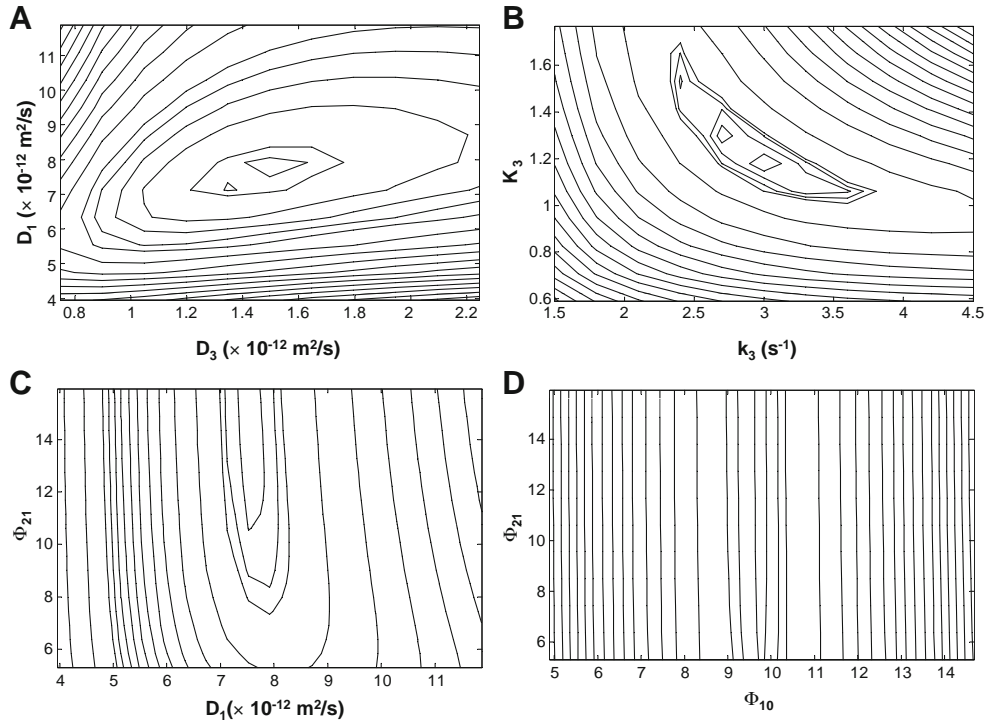 A
11
10
9
8
7
6
5
4
D₁ (× 10⁻¹² m²/s)
0.8 1 1.2 1.4 1.6 1.8 2 2.2
D₃ (× 10⁻¹² m²/s)
B
1.6
1.4
1.2
1
0.8
0.6
K₃
1.5 2 2.5 3 3.5 4 4.5
k₃ (s⁻¹)
C
14
12
10
8
6
Φ₂₁
4 5 6 7 8 9 10 11
D₁(× 10⁻¹² m²/s)
D
14
12
10
8
6
Φ₂₁
5 6 7 8 9 10 11 12 13 14
Φ₁₀